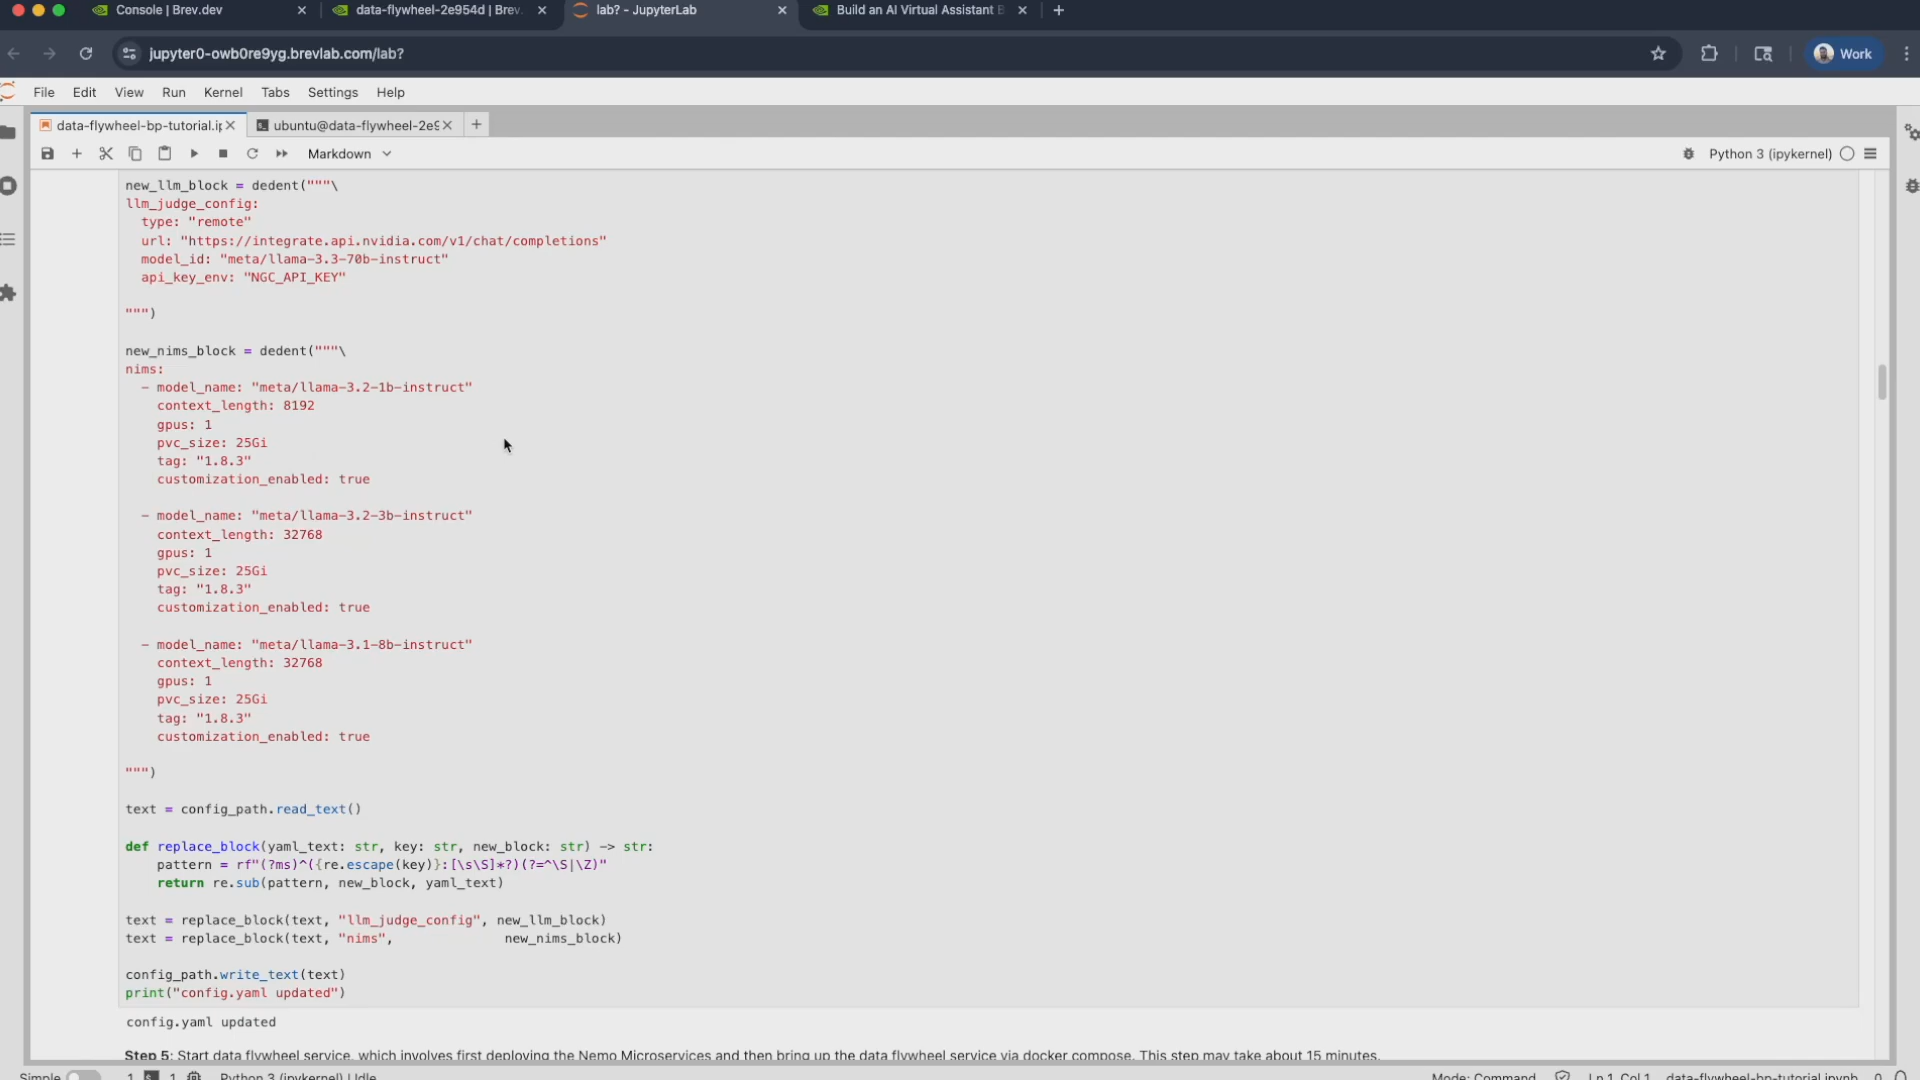 Console | Brev.dev
data-flywheel-2e954d | Brev.
lab? - JupyterLab
Build an AI Virtual Assistant B
jupyter0-owb0re9yg.brevlab.com/lab?
Work
File Edit View Run Kernel Tabs Settings Help
data-flywheel-bp-tutorial.ip
ubuntu@data-flywheel-2e9
Markdown
Python 3 (ipykernel)
new_llm_block = dedent("""\
llm_judge_config:
  type: "remote"
  url: "https://integrate.api.nvidia.com/v1/chat/completions"
  model_id: "meta/llama-3.3-70b-instruct"
  api_key_env: "NGC_API_KEY"
""")
new_nims_block = dedent("""\
nims:
  - model_name: "meta/llama-3.2-1b-instruct"
    context_length: 8192
    gpus: 1
    pvc_size: 25Gi
    tag: "1.8.3"
    customization_enabled: true
  - model_name: "meta/llama-3.2-3b-instruct"
    context_length: 32768
    gpus: 1
    pvc_size: 25Gi
    tag: "1.8.3"
    customization_enabled: true
  - model_name: "meta/llama-3.1-8b-instruct"
    context_length: 32768
    gpus: 1
    pvc_size: 25Gi
    tag: "1.8.3"
    customization_enabled: true
""")
text = config_path.read_text()
def replace_block(yaml_text: str, key: str, new_block: str) -> str:
    pattern = rf"(?ms)^({re.escape(key)}:[\s\S]*?)(?=^\S|\Z)"
    return re.sub(pattern, new_block, yaml_text)
text = replace_block(text, "llm_judge_config", new_llm_block)
text = replace_block(text, "nims",              new_nims_block)
config_path.write_text(text)
print("config.yaml updated")
config.yaml updated
Step 5: Start data flywheel service, which involves first deploying the Nemo Microservices and then bring up the data flywheel service via docker compose. This step may take about 15 minutes.
Simple 1 1 Python 3 (ipykernel) | Idle Mode: Command Ln 1, Col 1 data-flywheel-bp-tutorial.ipynb 0